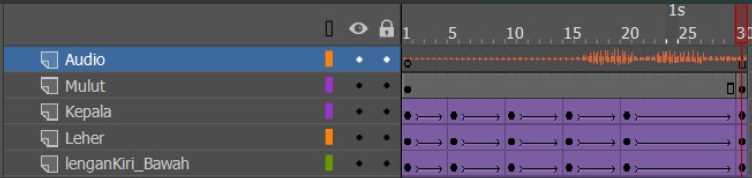 1s
1 5 10 15 20 25 30
Audio
Mulut
Kepala
Leher
lenganKiri_Bawah